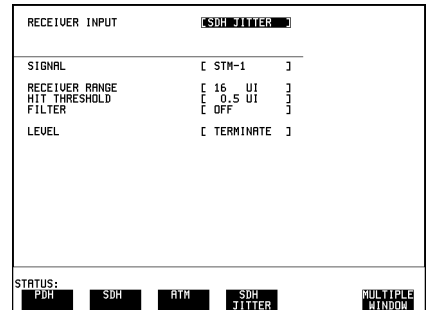 RECEIVER INPUT [SDH JITTER ]
SIGNAL [ STM-1 ]
RECEIVER RANGE [ 16 UI ]
HIT THRESHOLD [ 0.5 UI ]
FILTER [ OFF ]
LEVEL [ TERMINATE ]
STATUS:
PDH SDH ATM SDH JITTER MULTIPLE WINDOW